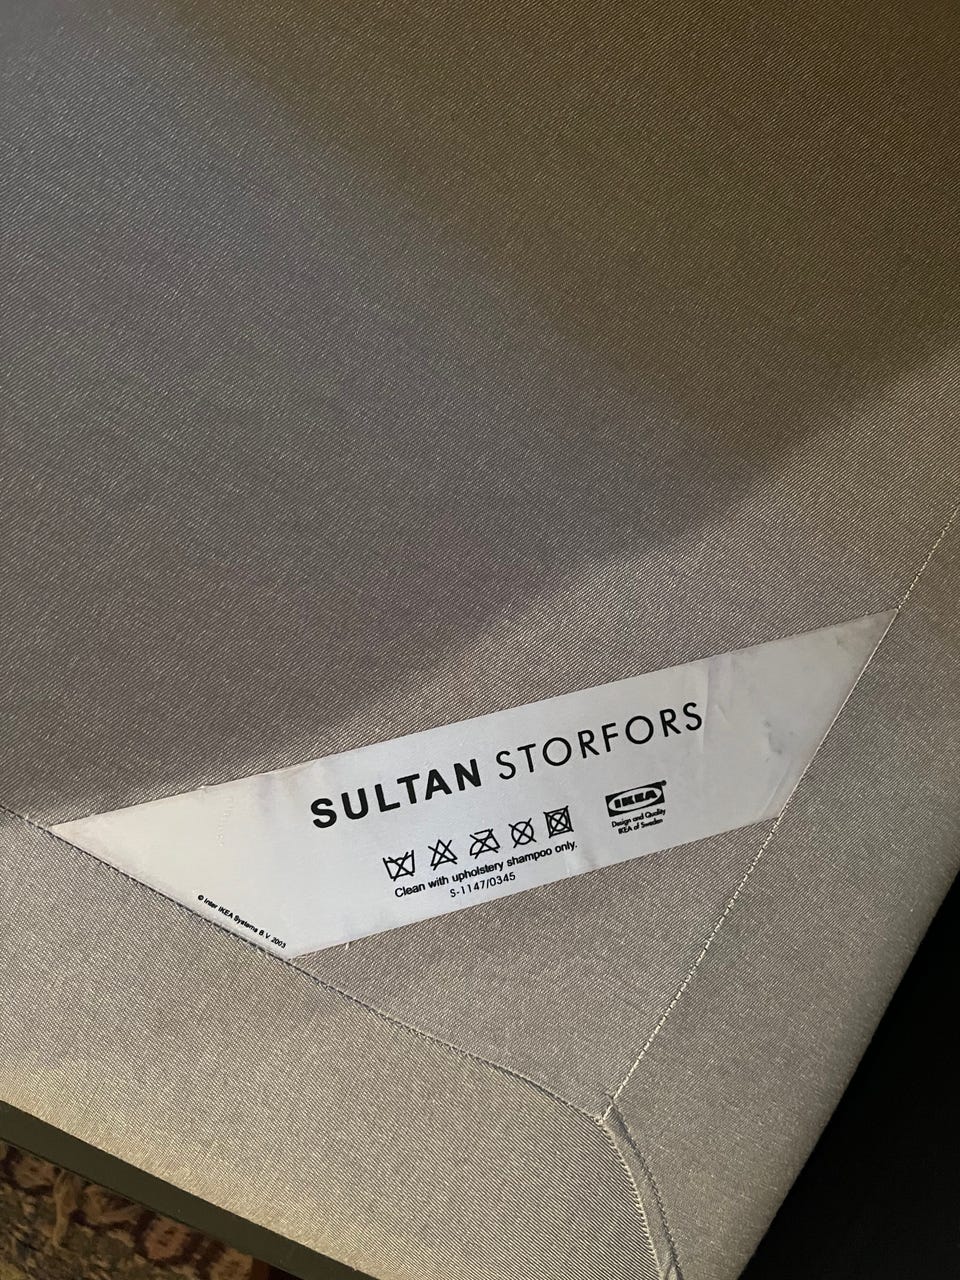 SULTAN STORFORS
IKEA®
Design and Quality
IKEA of Sweden
Clean with upholstery shampoo only.
S-1147/0345
© Inter IKEA Systems B.V. 2003